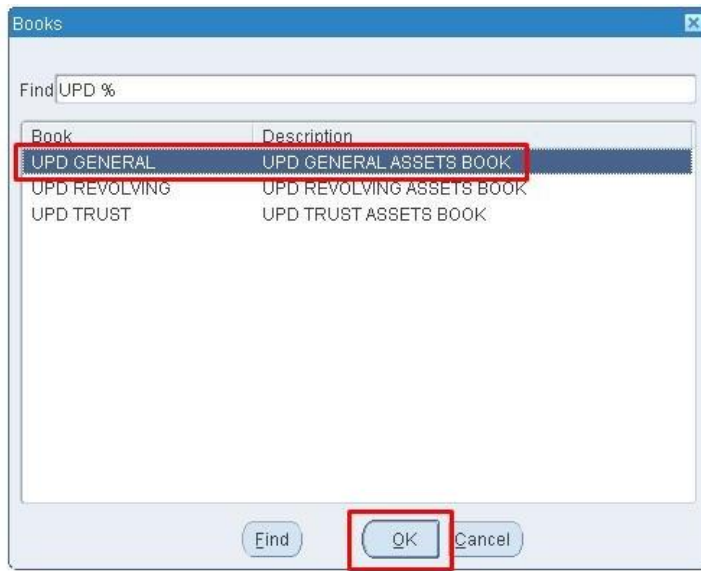 Books
Find UPD %
Book Description
UPD GENERAL UPD GENERAL ASSETS BOOK
UPD REVOLVING UPD REVOLVING ASSETS BOOK
UPD TRUST UPD TRUST ASSETS BOOK
Find OK Cancel